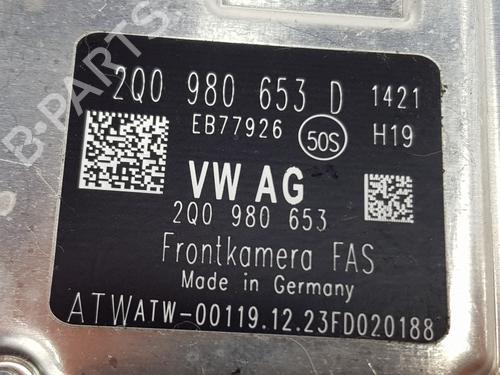 2Q0 980 653 D 1421
EB77926 50S H19
VW AG
2Q0 980 653
Frontkamera FAS
Made in Germany
ATWATW-00119.12.23FD020188
B-PARTS